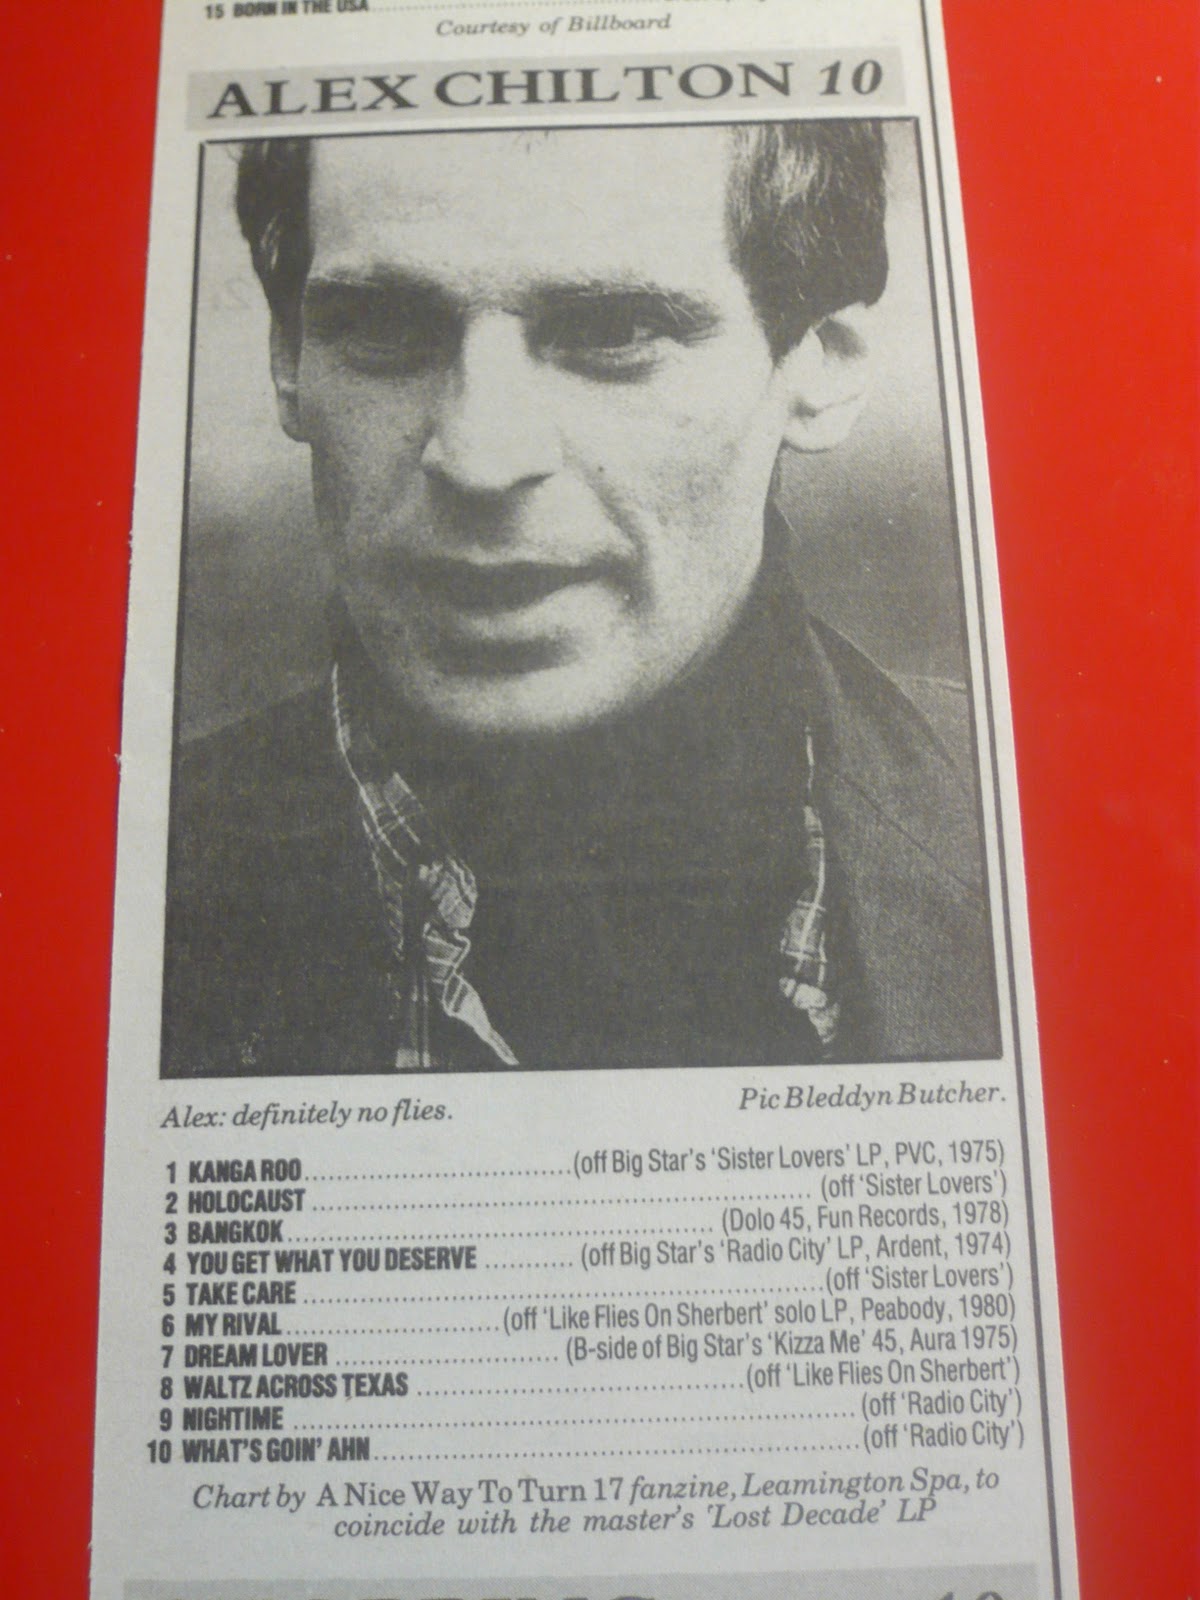 15 BORN IN THE USA
Courtesy of Billboard
ALEX CHILTON 10
Alex: definitely no flies.
Pic Bleddyn Butcher.
1 KANGA ROO..............................(off Big Star's 'Sister Lovers' LP, PVC, 1975)
2 HOLOCAUST ........................................................ (off 'Sister Lovers')
3 BANGKOK................................................ (Dolo 45, Fun Records, 1978)
4 YOU GET WHAT YOU DESERVE ........... (off Big Star's 'Radio City' LP, Ardent, 1974)
5 TAKE CARE ..........................................................(off 'Sister Lovers')
6 MY RIVAL........................(off 'Like Flies On Sherbert' solo LP, Peabody, 1980)
7 DREAM LOVER ......................... (B-side of Big Star's 'Kizza Me' 45, Aura 1975)
8 WALTZ ACROSS TEXAS .....................................(off 'Like Flies On Sherbert')
9 NIGHTIME ............................................................ (off 'Radio City')
10 WHAT'S GOIN' AHN.....................................................(off 'Radio City')
Chart by A Nice Way To Turn 17 fanzine, Leamington Spa, to
coincide with the master's 'Lost Decade' LP
10